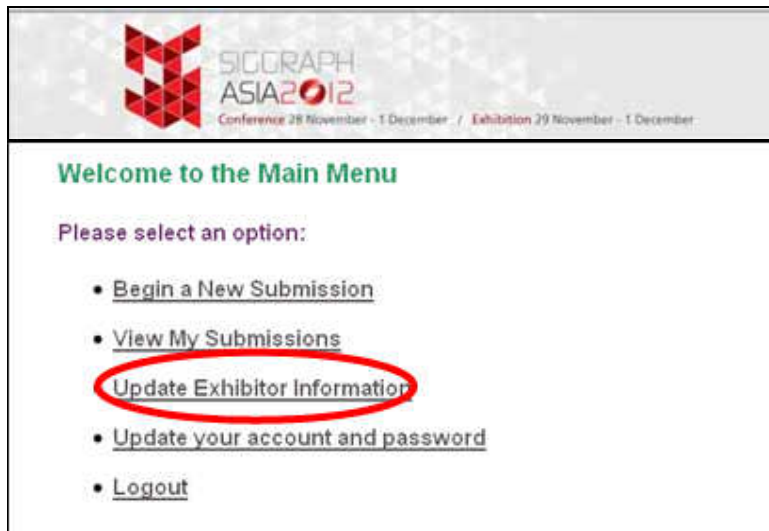 SIGGRAPH
ASIA2012
Conference 28 November - 1 December / Exhibition 29 November - 1 December
Welcome to the Main Menu
Please select an option:
• Begin a New Submission
• View My Submissions
Update Exhibitor Information
• Update your account and password
• Logout